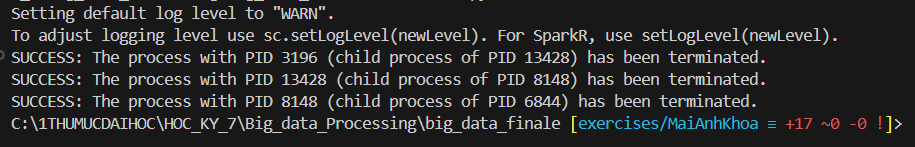 Setting default log level to "WARN".
To adjust logging level use sc.setLogLevel(newLevel). For SparkR, use setLogLevel(newLevel).
SUCCESS: The process with PID 3196 (child process of PID 13428) has been terminated.
SUCCESS: The process with PID 13428 (child process of PID 8148) has been terminated.
SUCCESS: The process with PID 8148 (child process of PID 6844) has been terminated.
C:\1THUMUCDAIHOC\HOC_KY_7\Big_data_Processing\big_data_finale [exercises/MaiAnhKhoa ≡ +17 ~0 -0 !]>